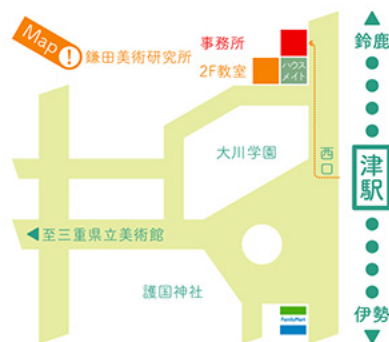 Map!
鎌田美術研究所
事務所
2F教室
ハウス
メイト
▲
鈴鹿
大川学園
西口
津駅
◀至三重県立美術館
護国神社
FamilyMart
伊勢
▼